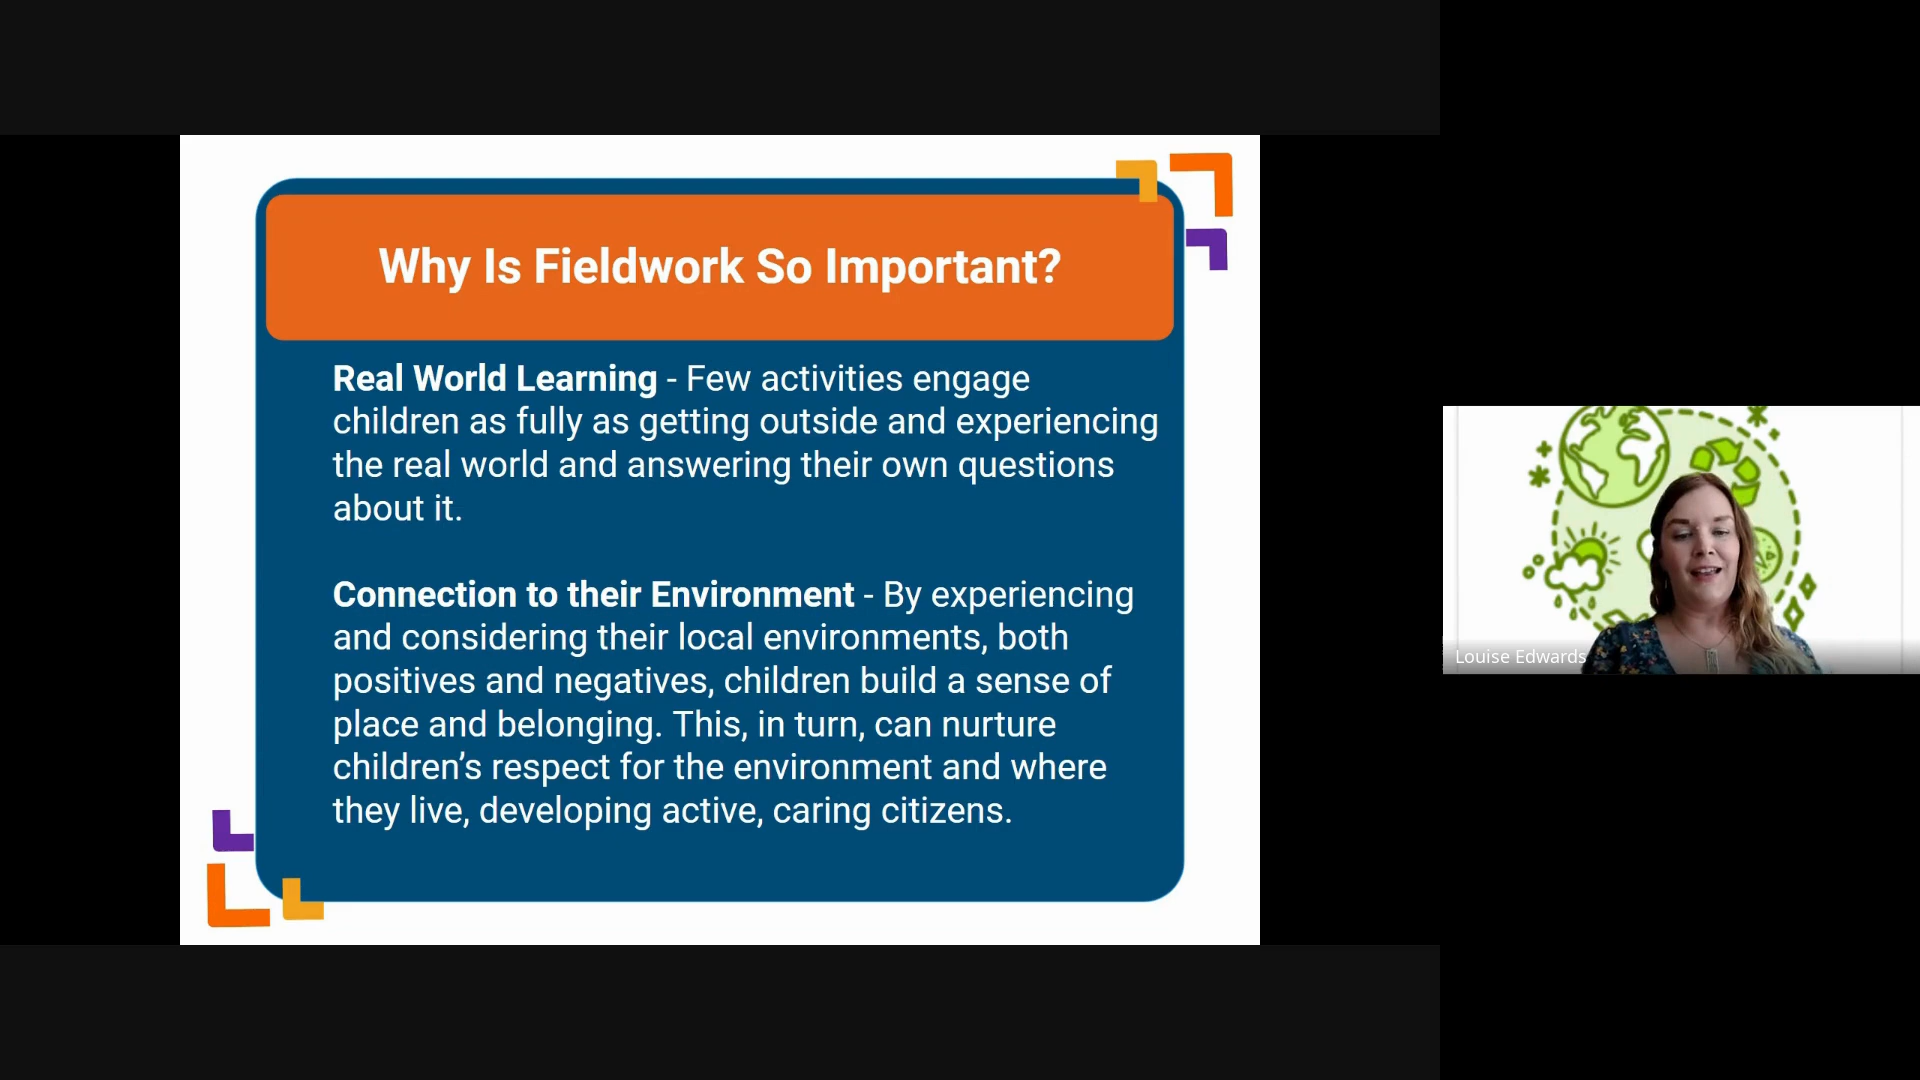 Why Is Fieldwork So Important?
Real World Learning - Few activities engage
children as fully as getting outside and experiencing
the real world and answering their own questions
about it.
Connection to their Environment - By experiencing
and considering their local environments, both
positives and negatives, children build a sense of
place and belonging. This, in turn, can nurture
children’s respect for the environment and where
they live, developing active, caring citizens.
Louise Edwards